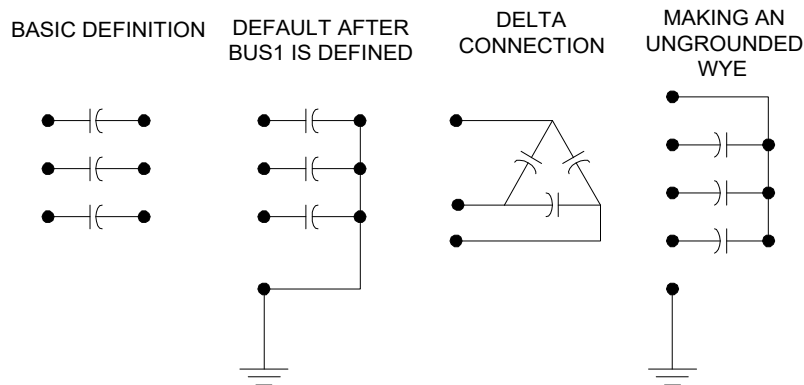 BASIC DEFINITION
DEFAULT AFTER
BUS1 IS DEFINED
DELTA
CONNECTION
MAKING AN
UNGROUNDED
WYE